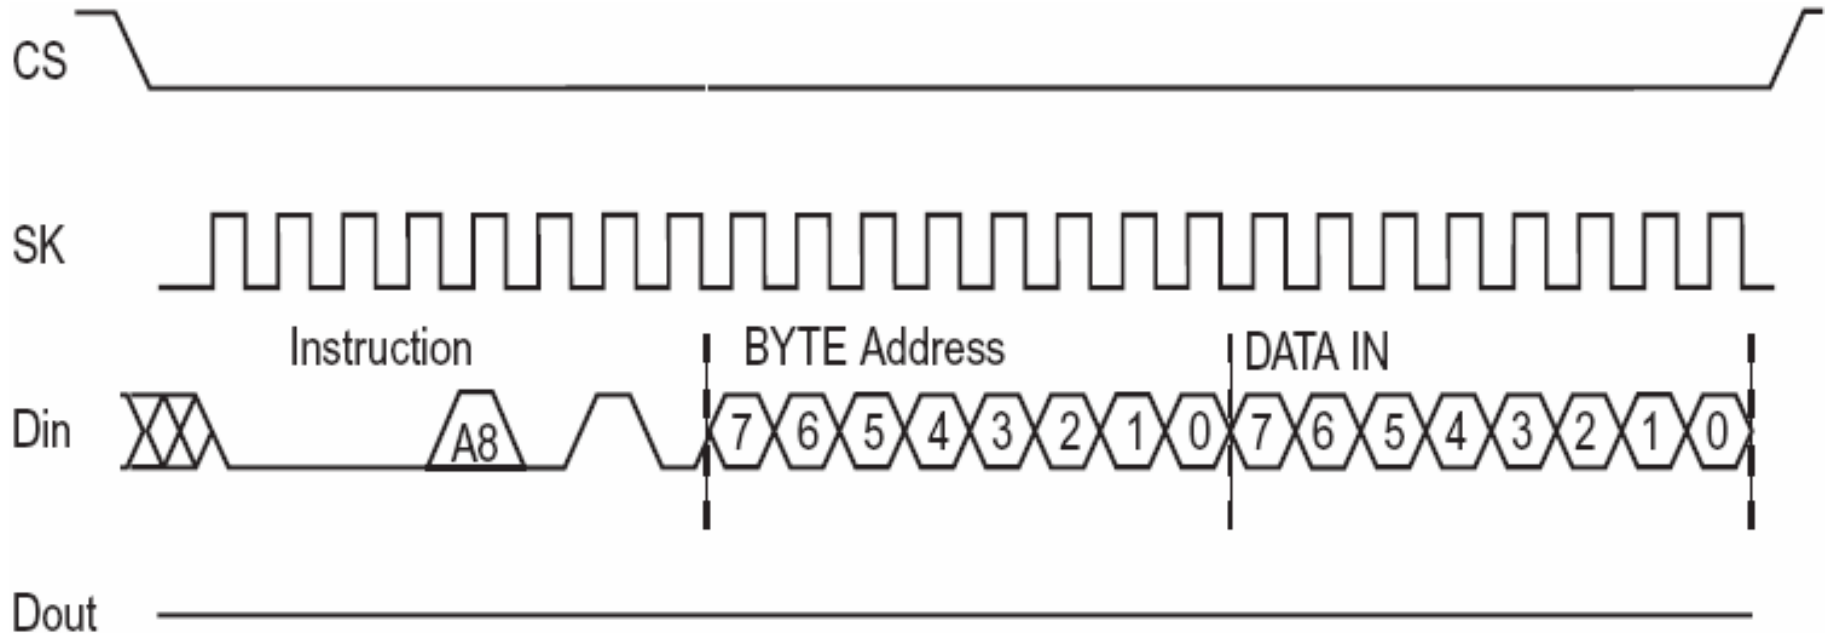 CS
SK
Instruction BYTE Address DATA IN
Din A8 7 6 5 4 3 2 1 0 7 6 5 4 3 2 1 0
Dout